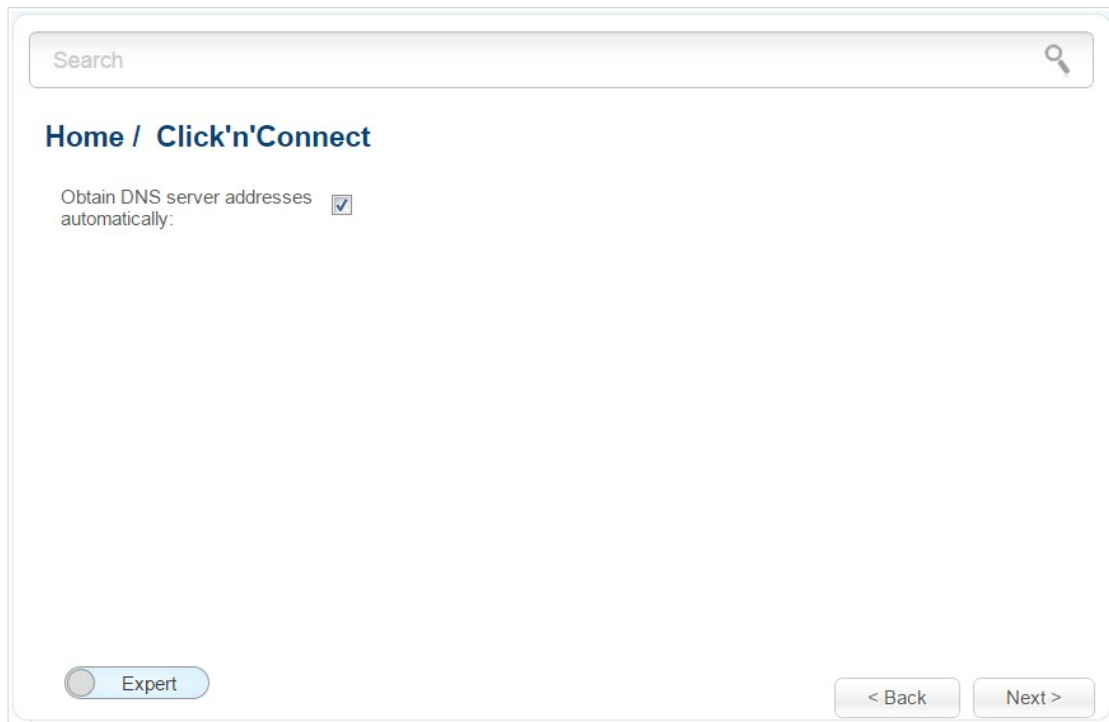 Search
Home / Click'n'Connect
Obtain DNS server addresses
automatically:
Expert
< Back
Next >